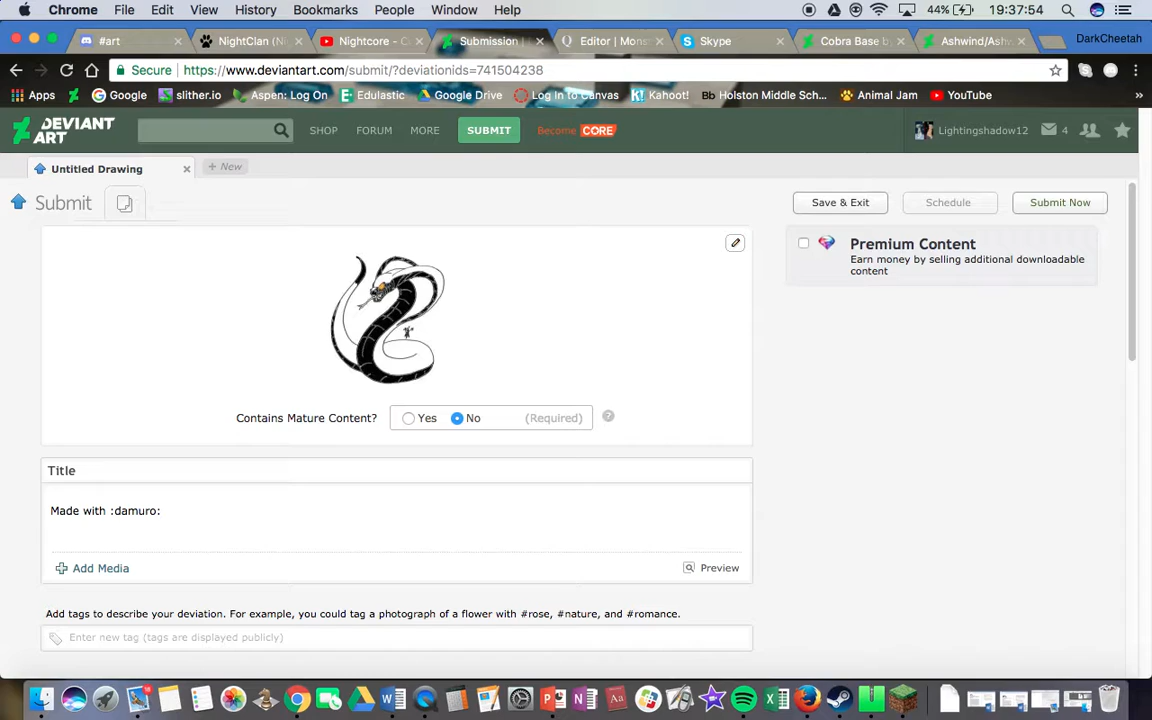 Chrome File Edit View History Bookmarks People Window Help 44% 19:37:54
#art NightClan (Ni Nightcore - C Submission Editor | Mons Skype Cobra Base by Ashwind/Ash DarkCheetah
Secure https://www.deviantart.com/submit/?deviationids=741504238
Apps Google slither.io Aspen: Log On Edulastic Google Drive Log In to Canvas Kahoot! Bb Holston Middle Sch... Animal Jam YouTube »
DEVIANT ART SHOP FORUM MORE SUBMIT Become CORE Lightingshadow12 4
Untitled Drawing + New
Submit Save & Exit Schedule Submit Now
Premium Content
Earn money by selling additional downloadable
content
Contains Mature Content? Yes No (Required) ?
Title
Made with :damuro:
Add Media Preview
Add tags to describe your deviation. For example, you could tag a photograph of a flower with #rose, #nature, and #romance.
Enter new tag (tags are displayed publicly)